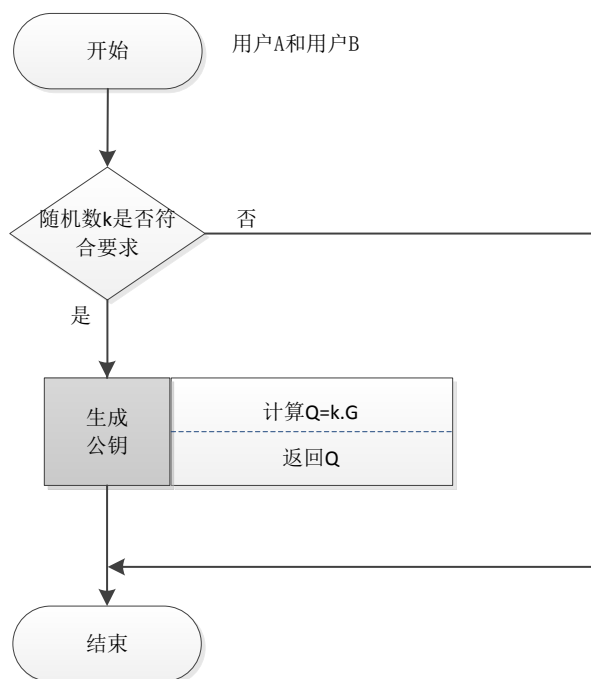 开始
用户A和用户B
随机数k是否符
合要求
否
是
生成
公钥
计算Q=k.G
返回Q
结束